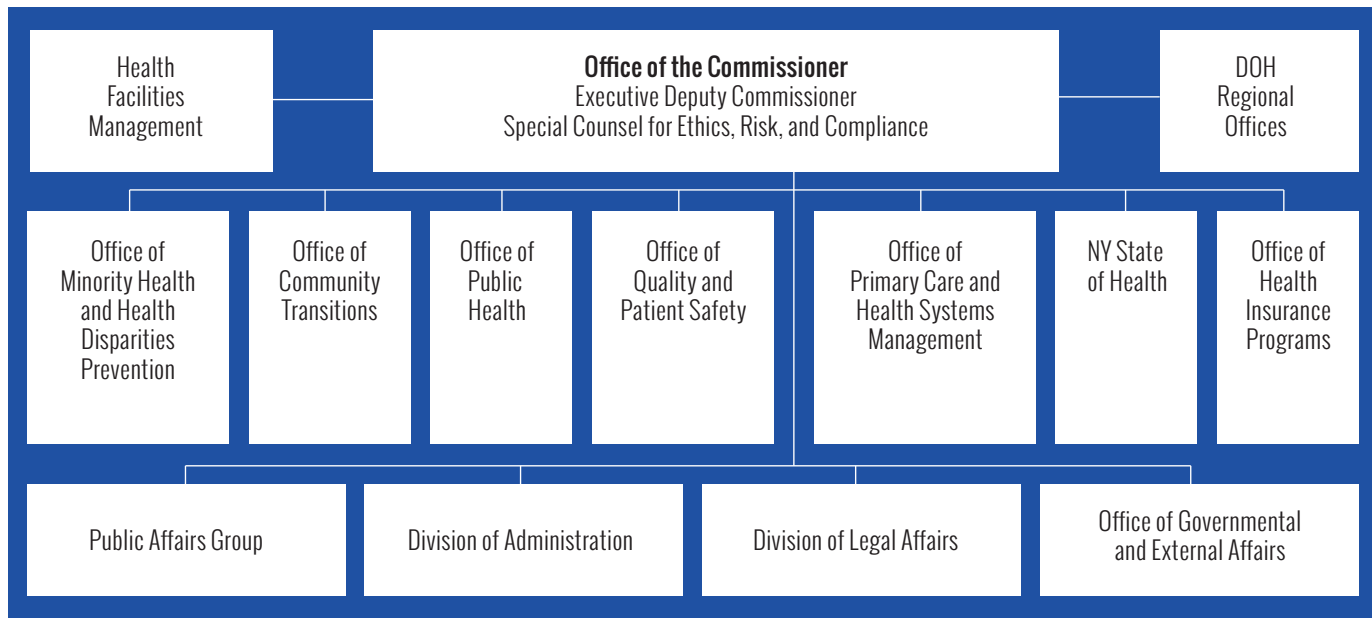 Health
Facilities
Management
Office of the Commissioner
Executive Deputy Commissioner
Special Counsel for Ethics, Risk, and Compliance
DOH
Regional
Offices
Office of
Minority Health
and Health
Disparities
Prevention
Office of
Community
Transitions
Office of
Public
Health
Office of
Quality and
Patient Safety
Office of
Primary Care and
Health Systems
Management
NY State
of Health
Office of
Health
Insurance
Programs
Public Affairs Group
Division of Administration
Division of Legal Affairs
Office of Governmental
and External Affairs